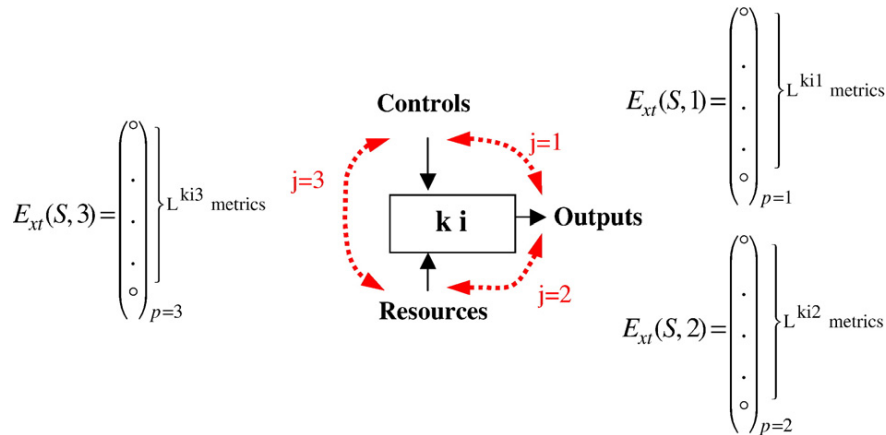 E_xt(S,1)= L^ki1 metrics
p=1
Controls
j=1
j=3
E_xt(S,3)= L^ki3 metrics
p=3
k i
Outputs
j=2
Resources
E_xt(S,2)= L^ki2 metrics
p=2